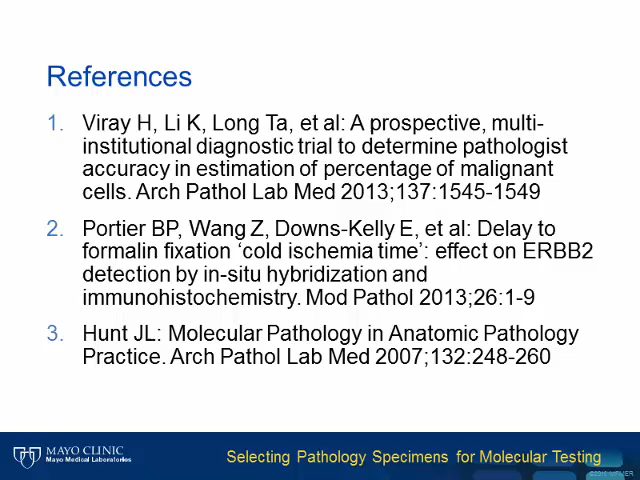 References
1. Viray H, Li K, Long Ta, et al: A prospective, multi-
institutional diagnostic trial to determine pathologist
accuracy in estimation of percentage of malignant
cells. Arch Pathol Lab Med 2013;137:1545-1549
2. Portier BP, Wang Z, Downs-Kelly E, et al: Delay to
formalin fixation ‘cold ischemia time’: effect on ERBB2
detection by in-situ hybridization and
immunohistochemistry. Mod Pathol 2013;26:1-9
3. Hunt JL: Molecular Pathology in Anatomic Pathology
Practice. Arch Pathol Lab Med 2007;132:248-260
MAYO CLINIC
Mayo Medical Laboratories
Selecting Pathology Specimens for Molecular Testing